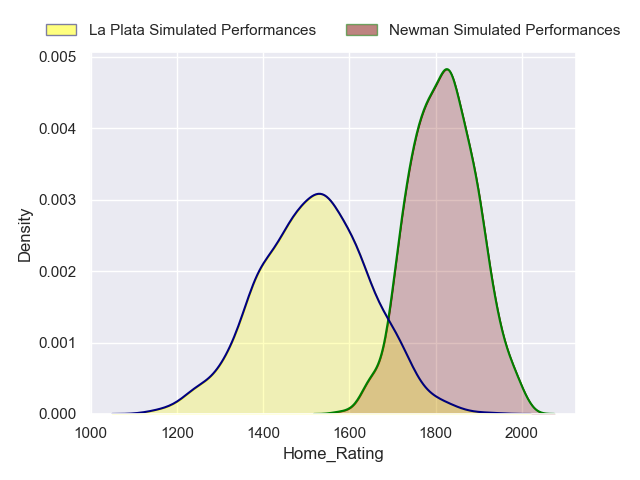 La Plata Simulated Performances Newman Simulated Performances
0.005
0.004
0.003
0.002
0.001
0.000
Density
1000 1200 1400 1600 1800 2000
Home_Rating